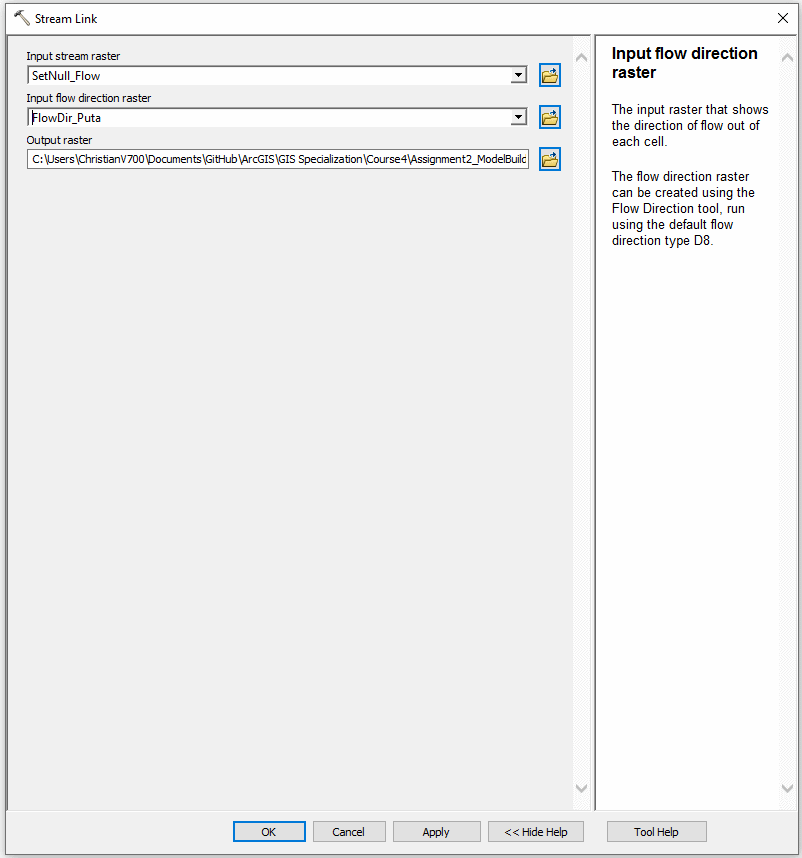 Stream Link
Input stream raster
SetNull_Flow
Input flow direction raster
FlowDir_Puta
Output raster
C:\Users\ChristianV700\Documents\GitHub\ArcGIS\GIS Specialization\Course4\Assignment2_ModelBuilc
Input flow direction
raster
The input raster that shows
the direction of flow out of
each cell.
The flow direction raster
can be created using the
Flow Direction tool, run
using the default flow
direction type D8.
OK
Cancel
Apply
<< Hide Help
Tool Help